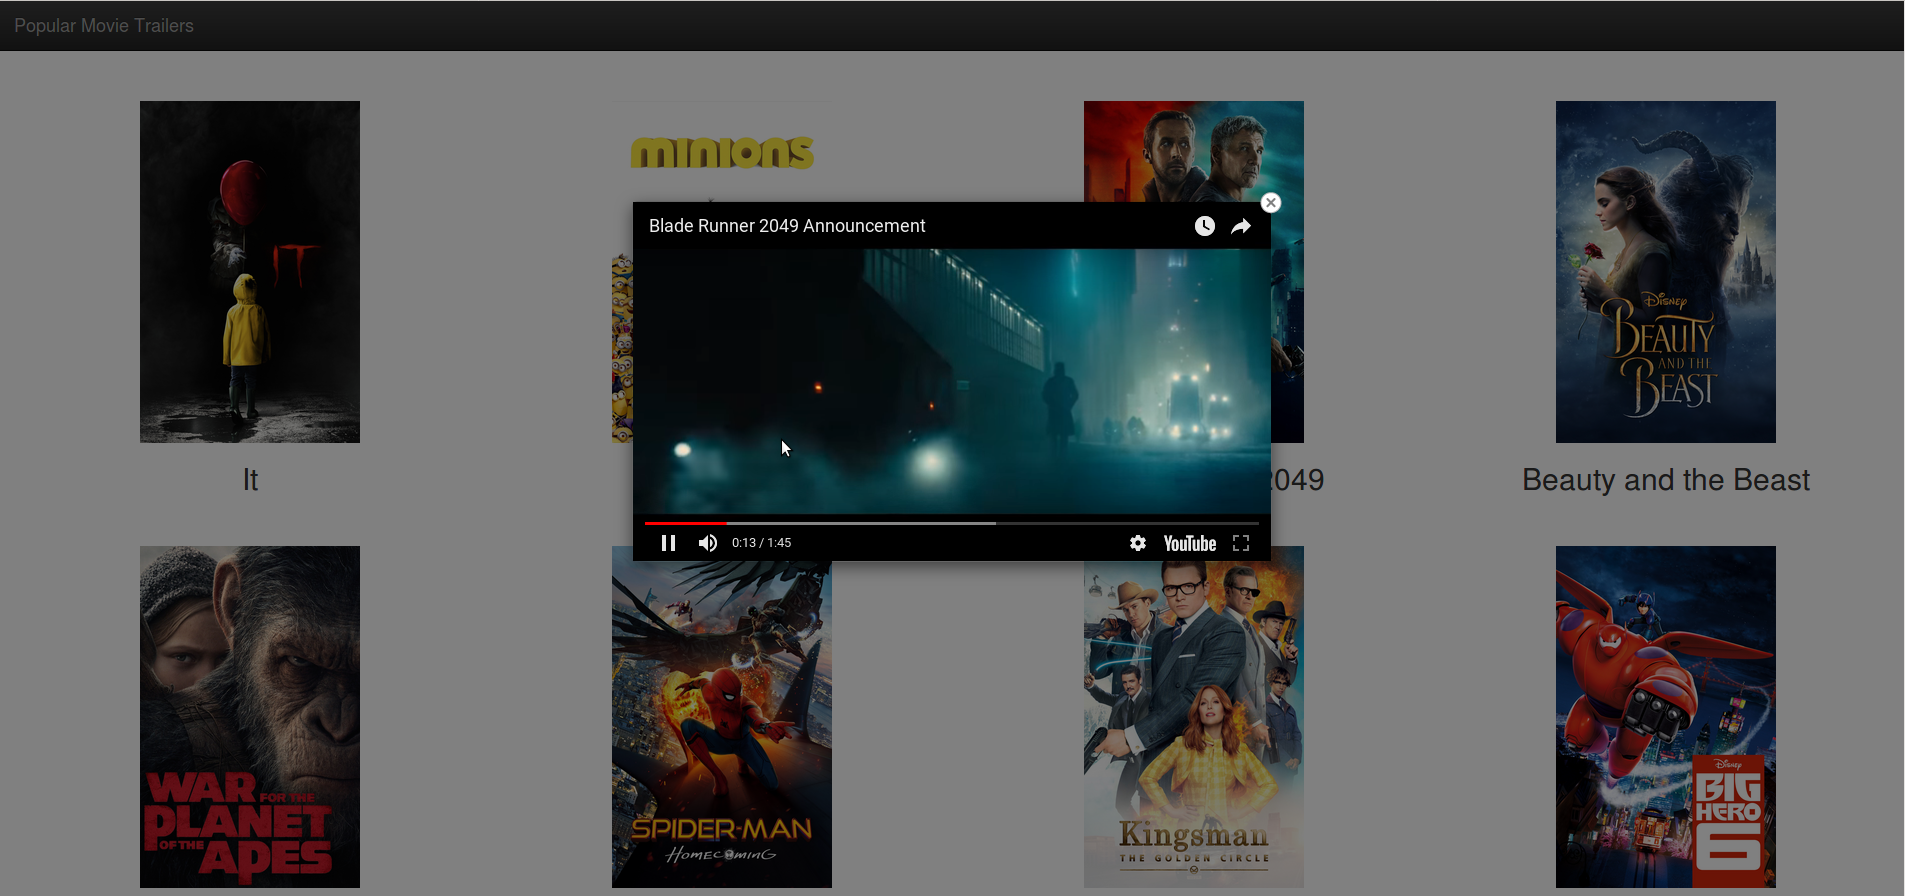 Popular Movie Trailers
IT
minions
Disney
BEAUTY
AND THE
BEAST
Blade Runner 2049 Announcement
0:13 / 1:45
YouTube
It
2049
Beauty and the Beast
WAR FOR THE
PLANET
OF THE APES
SPIDER-MAN
HOMECOMING
Kingsman
THE GOLDEN CIRCLE
Disney
BIG
HERO
6